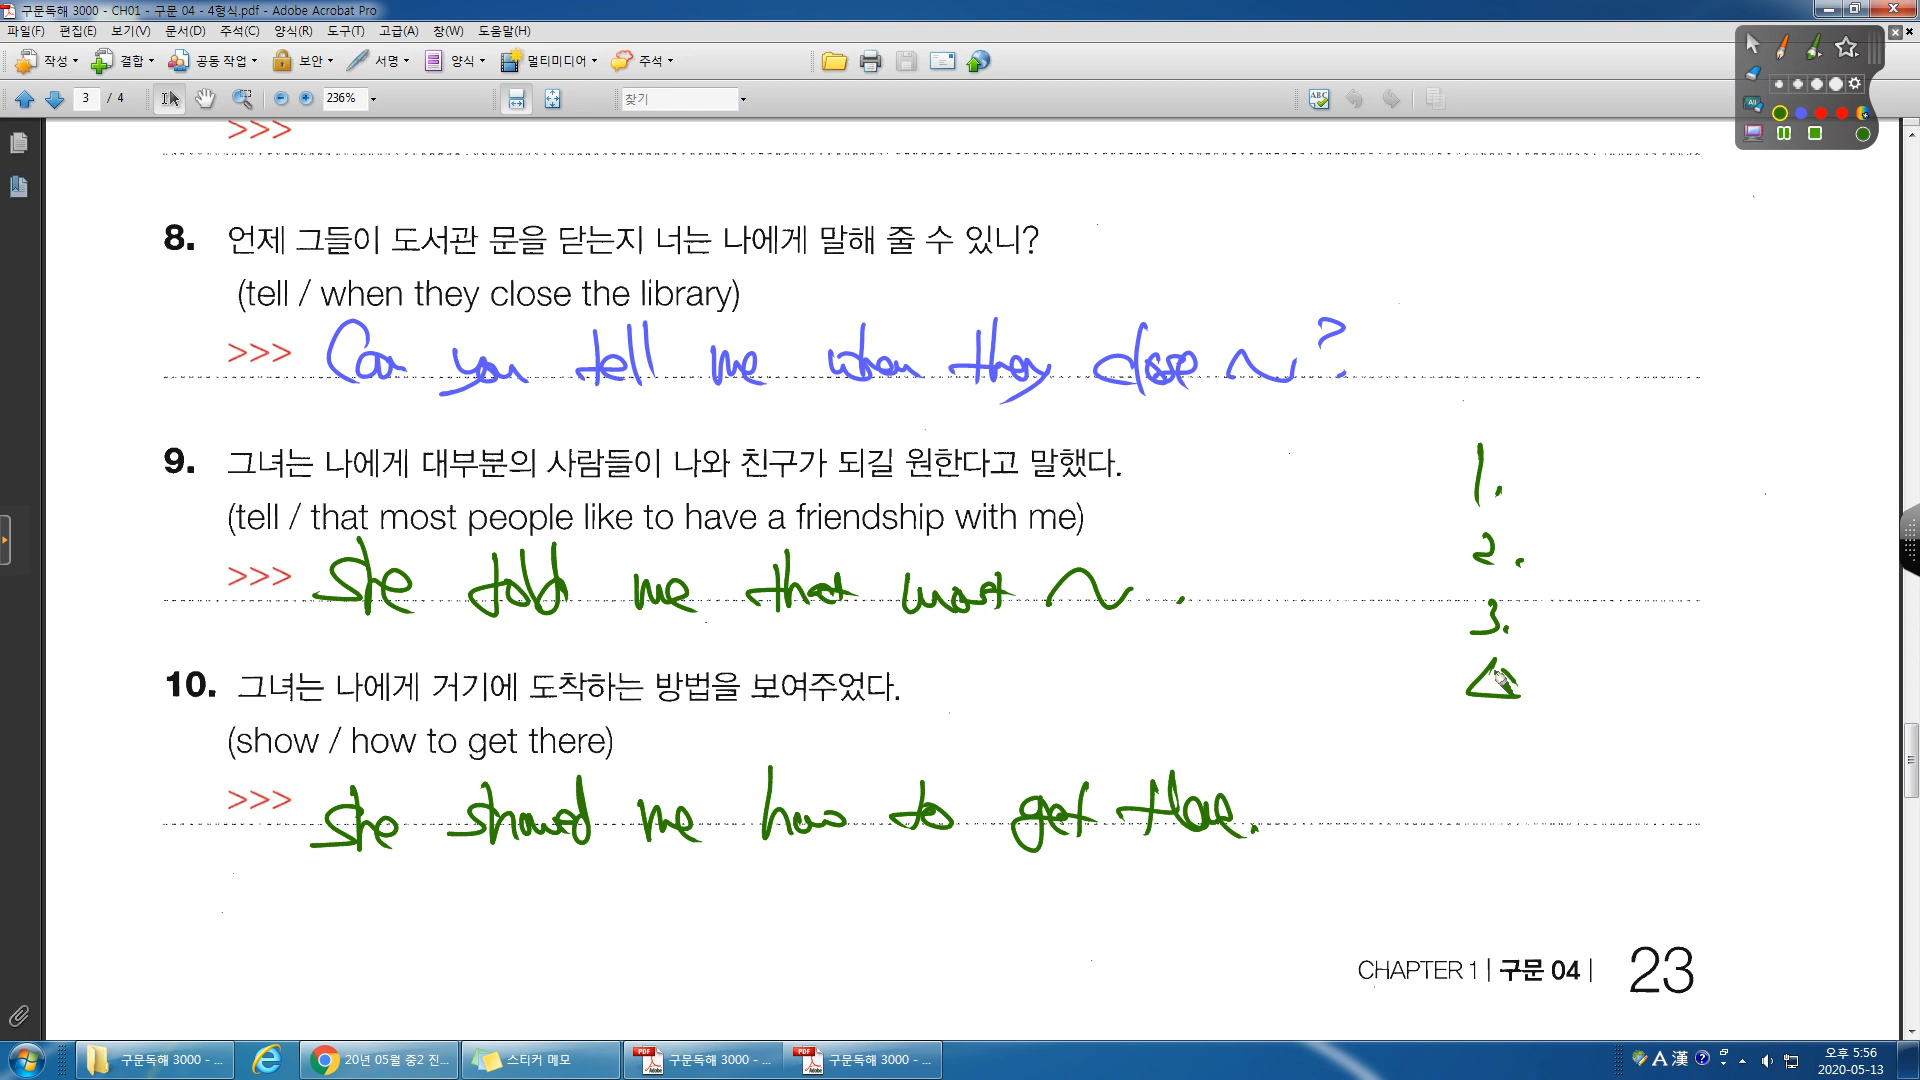 구문독해 3000 - CH01 - 구문 04 - 4형식.pdf - Adobe Acrobat Pro
파일(F) 편집(E) 보기(V) 문서(D) 주석(C) 양식(R) 도구(T) 고급(A) 창(W) 도움말(H)
작성 결합 공동 작업 보안 서명 양식 멀티미디어 주석
3 / 4 236% 찾기
>>>
8. 언제 그들이 도서관 문을 닫는지 너는 나에게 말해 줄 수 있니?
(tell / when they close the library)
>>> Can you tell me when they close ~ ?
9. 그녀는 나에게 대부분의 사람들이 나와 친구가 되길 원한다고 말했다.
(tell / that most people like to have a friendship with me)
>>> She told me that most ~ .
1.
2.
3.
10. 그녀는 나에게 거기에 도착하는 방법을 보여주었다.
(show / how to get there)
>>> She showed me how to get there.
CHAPTER 1 | 구문 04 | 23
구문독해 3000 - ... 20년 05월 중2 진... 스티커 메모 구문독해 3000 - ... 구문독해 3000 - ...
A 漢 오후 5:56
2020-05-13